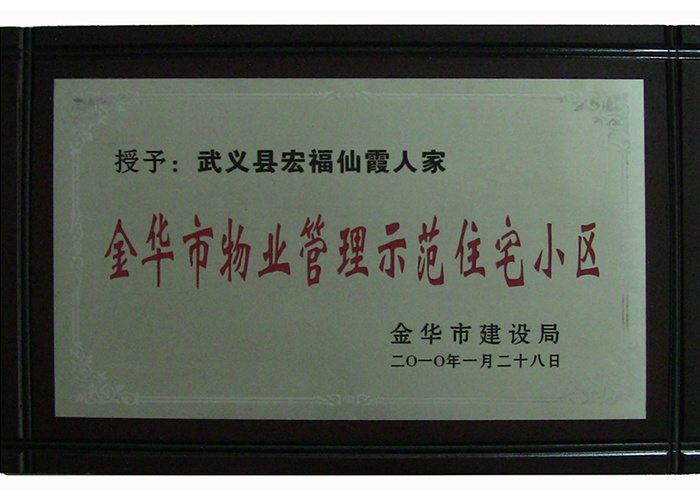 授予：武义县宏福仙霞人家
金华市物业管理示范住宅小区
金华市建设局
二〇一〇年一月二十八日